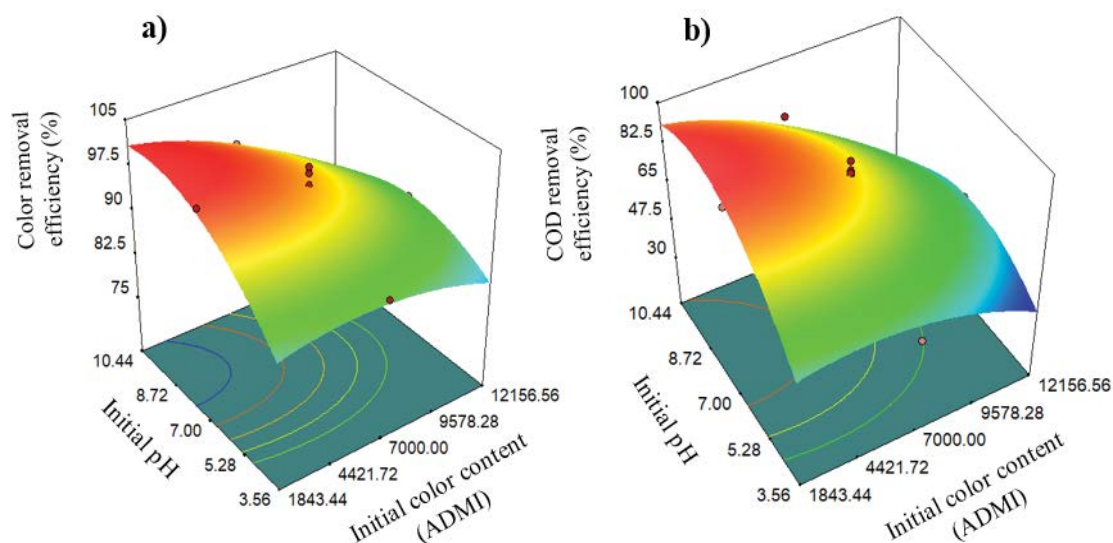 a)
Color removal
efficiency (%)
105
97.5
90
82.5
75
10.44
8.72
7.00
5.28
3.56
Initial pH
1843.44
4421.72
7000.00
9578.28
12156.56
Initial color content
(ADMI)
b)
COD removal
efficiency (%)
100
82.5
65
47.5
30
10.44
8.72
7.00
5.28
3.56
Initial pH
1843.44
4421.72
7000.00
9578.28
12156.56
Initial color content
(ADMI)